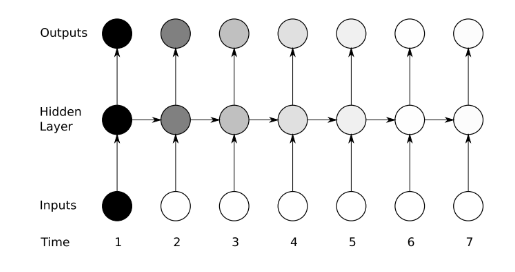 Outputs
Hidden
Layer
Inputs
Time 1 2 3 4 5 6 7